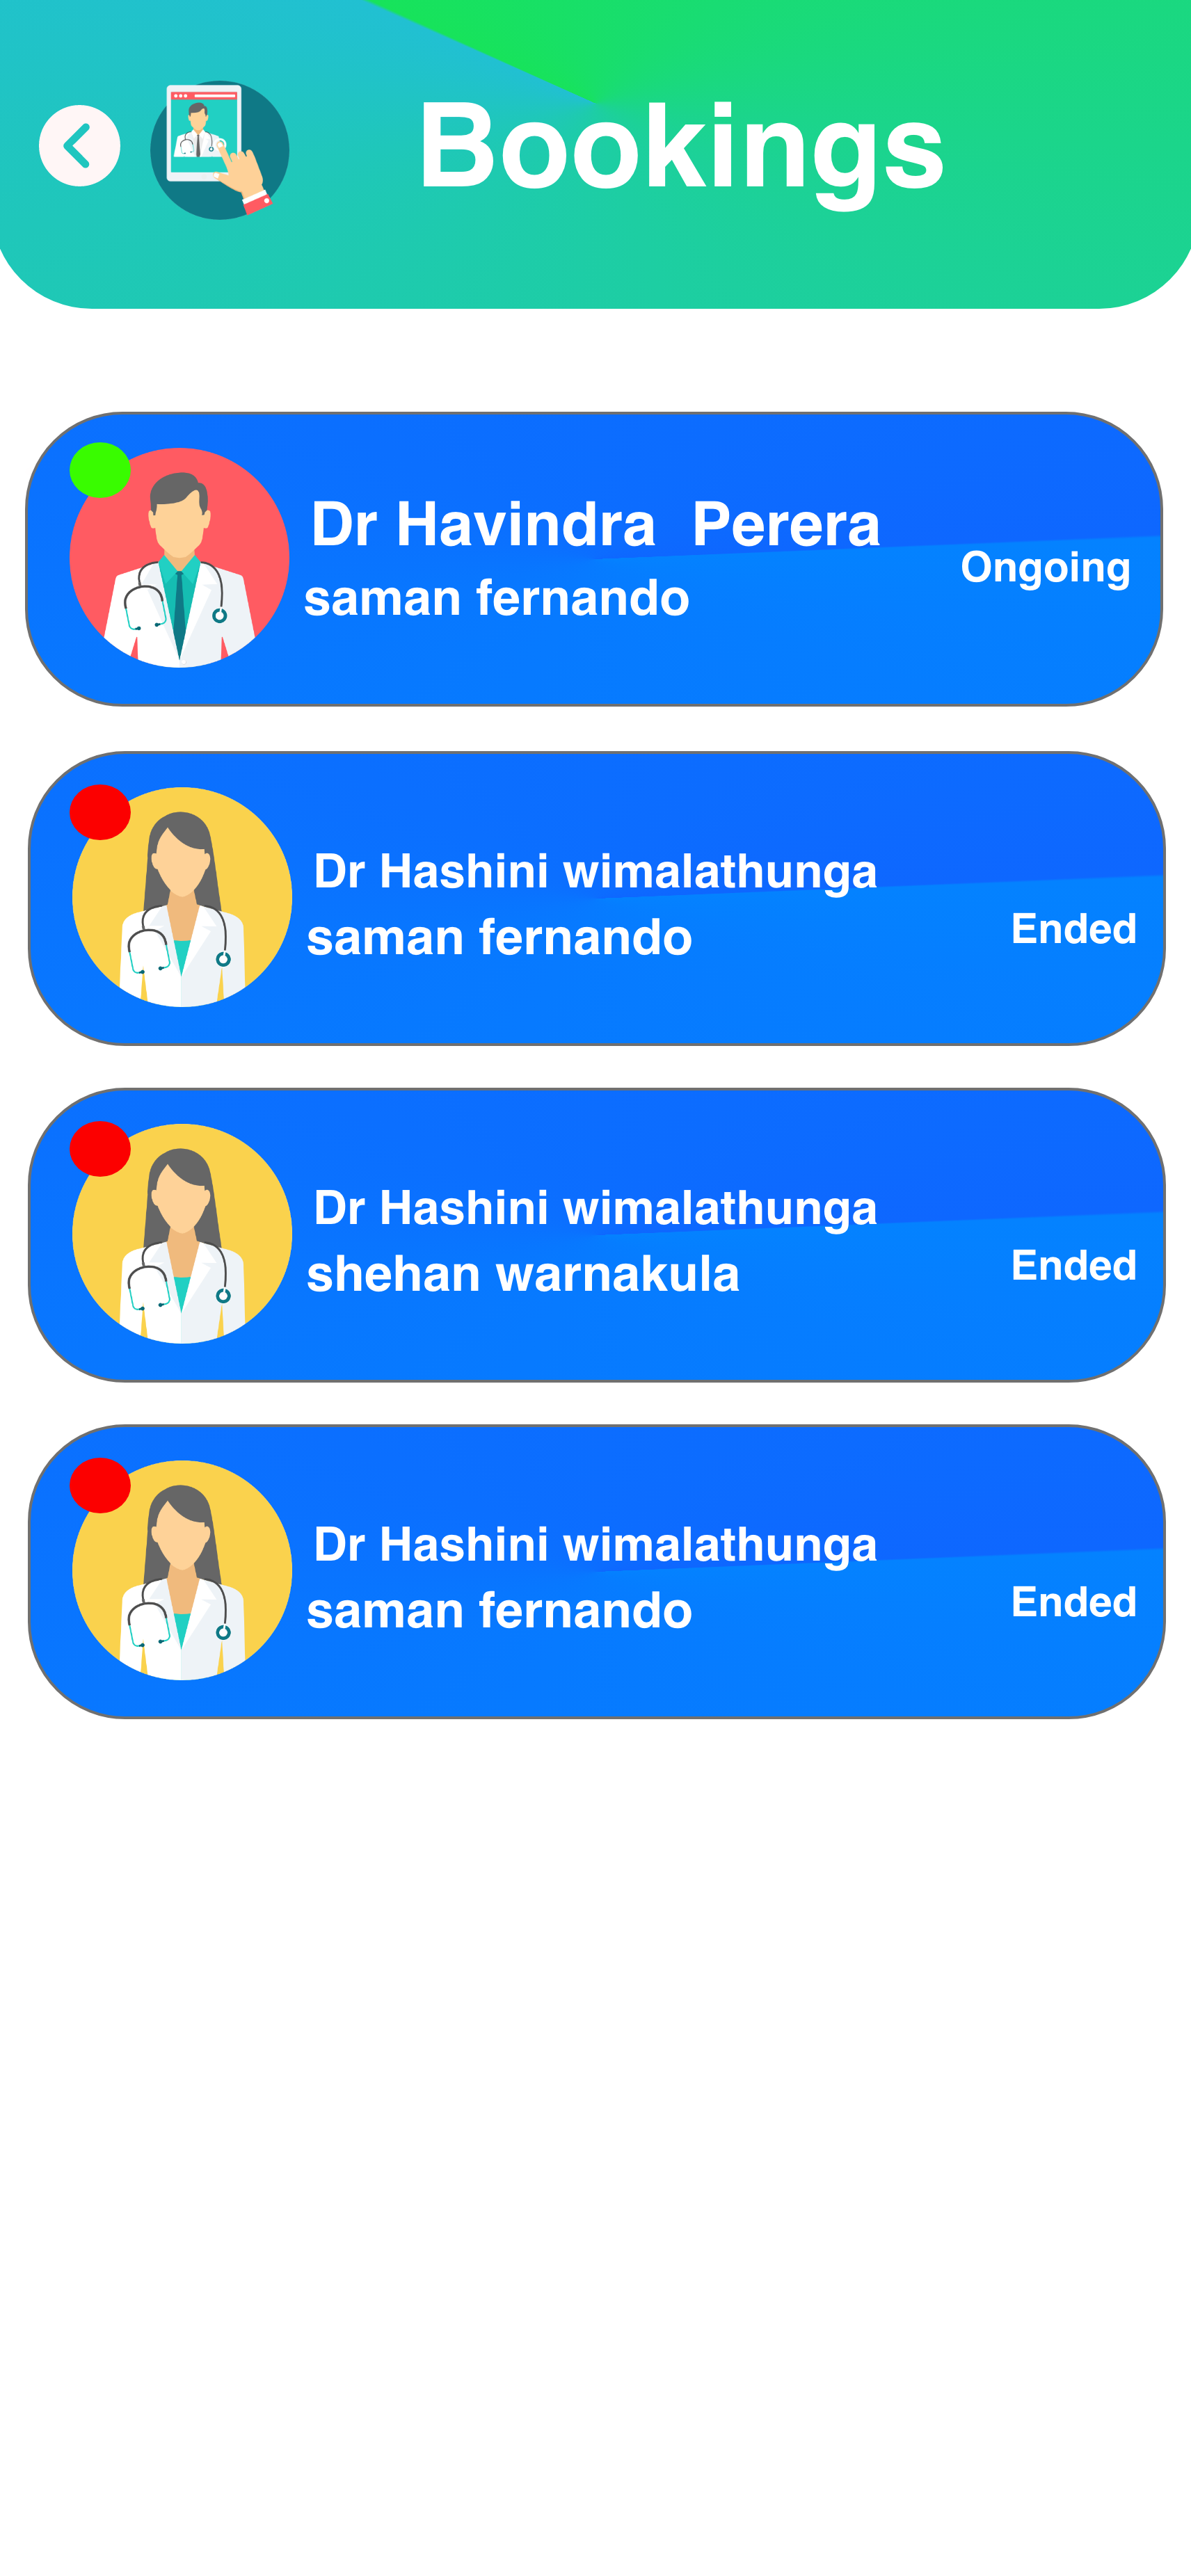 Bookings
Dr Havindra  Perera
saman fernando
Ongoing
Dr Hashini wimalathunga
saman fernando
Ended
Dr Hashini wimalathunga
shehan warnakula
Ended
Dr Hashini wimalathunga
saman fernando
Ended